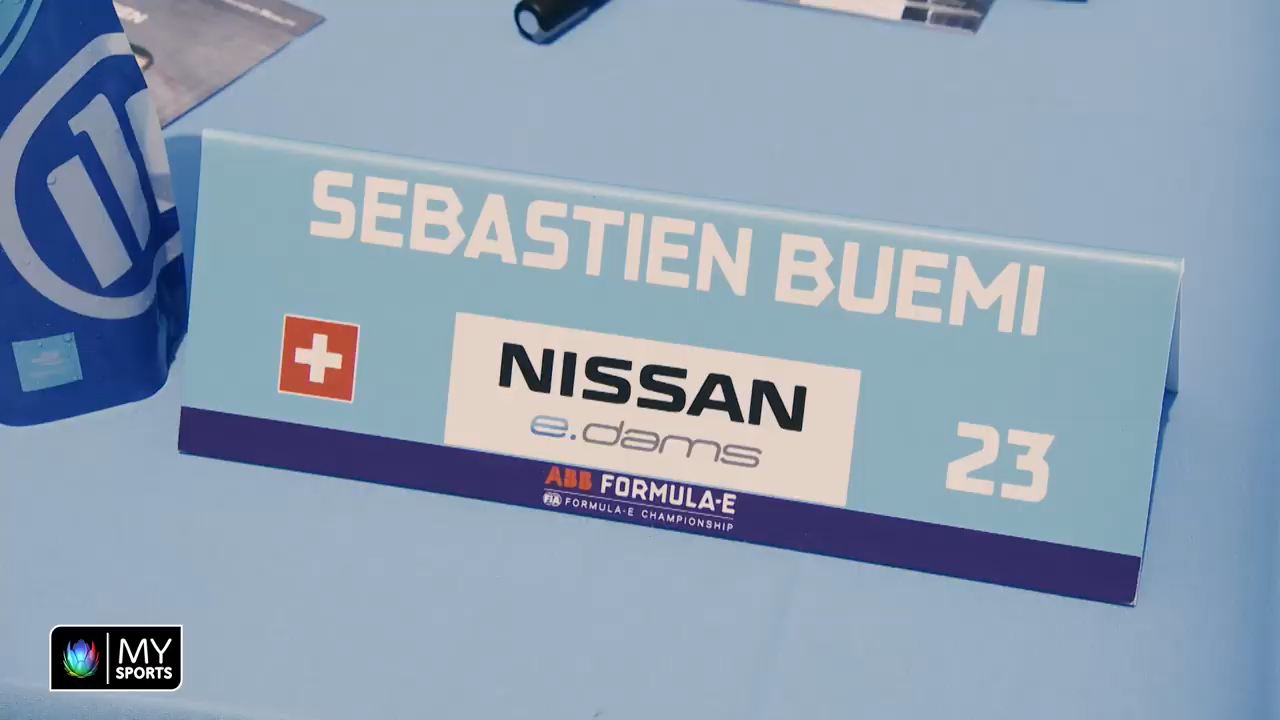 SEBASTIEN BUEMI
NISSAN
e.dams
23
ABB FORMULA-E
FIA FORMULA-E CHAMPIONSHIP
MY
SPORTS